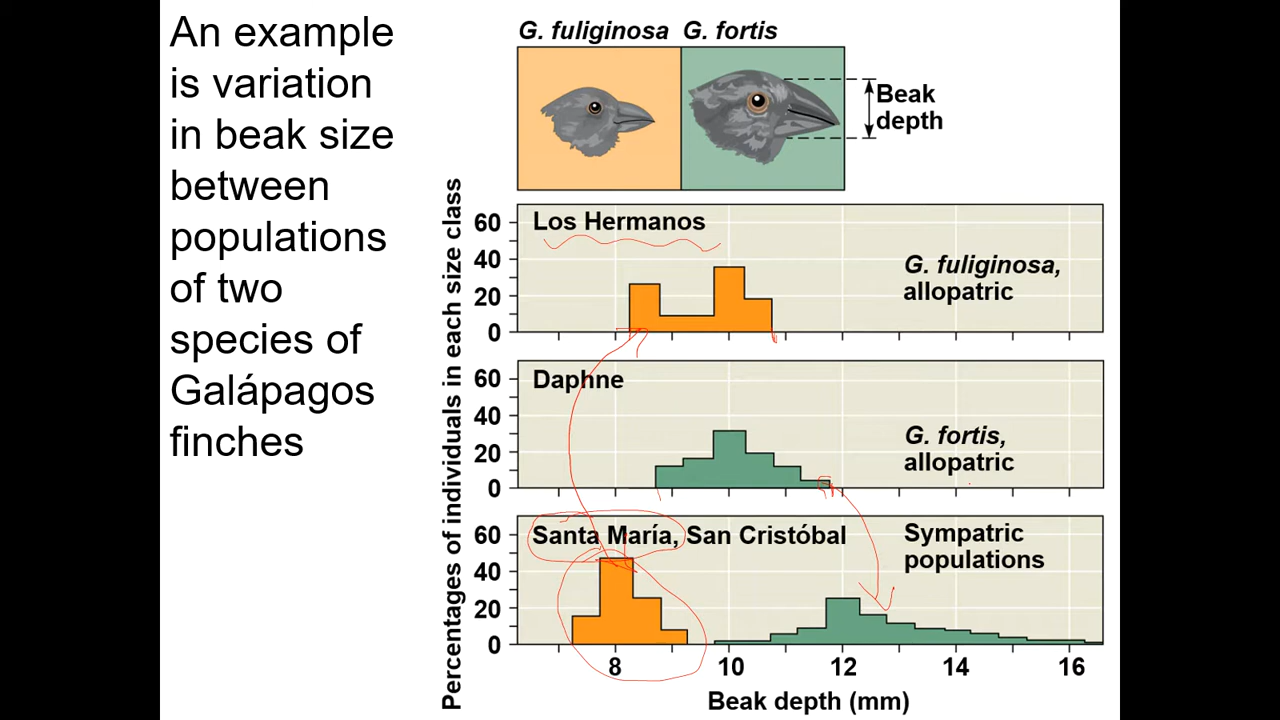 An example
is variation
in beak size
between
populations
of two
species of
Galápagos
finches
G. fuliginosa G. fortis
Beak
depth
Percentages of individuals in each size class
60
40
20
0
Los Hermanos
G. fuliginosa,
allopatric
60
40
20
0
Daphne
G. fortis,
allopatric
60
40
20
0
Santa María, San Cristóbal
Sympatric
populations
8 10 12 14 16
Beak depth (mm)